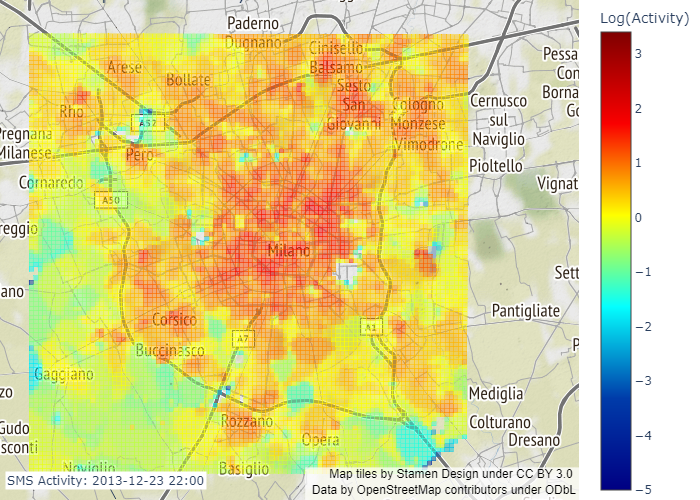 Log(Activity)
3
2
1
0
−1
−2
−3
−4
−5
Paderno
Dugnano
Cinisello
Balsamo
Arese
Bollate
Sesto
San
Giovanni
Cologno
Monzese
Vimodrone
Rho
A52
Pero
Pregnana
Milanese
Cornaredo
A50
Cernusco
sul
Naviglio
Pioltello
Pessa
Con
Borna
Go
Vignat
reggio
Milano
ano
Sett
Corsico
Buccinasco
A7
A1
Pantigliate
P
Gaggiano
zo
Gudo
sconti
Rozzano
Opera
Mediglia
Colturano
Dresano
Noviglio
Basiglio
SMS Activity: 2013-12-23 22:00
Map tiles by Stamen Design under CC BY 3.0
Data by OpenStreetMap contributors under ODbL